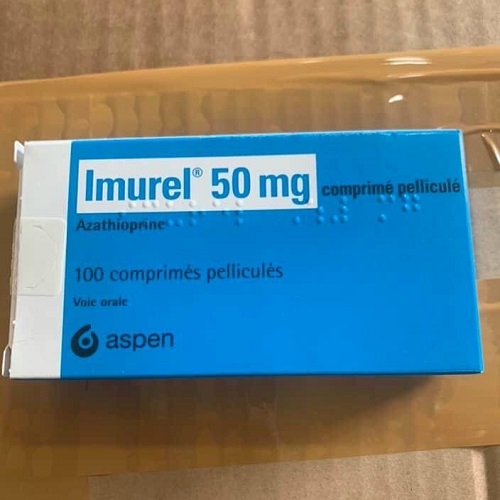 Imurel® 50 mg comprimé pelliculé
Azathioprine
100 comprimés pelliculés
Voie orale
aspen